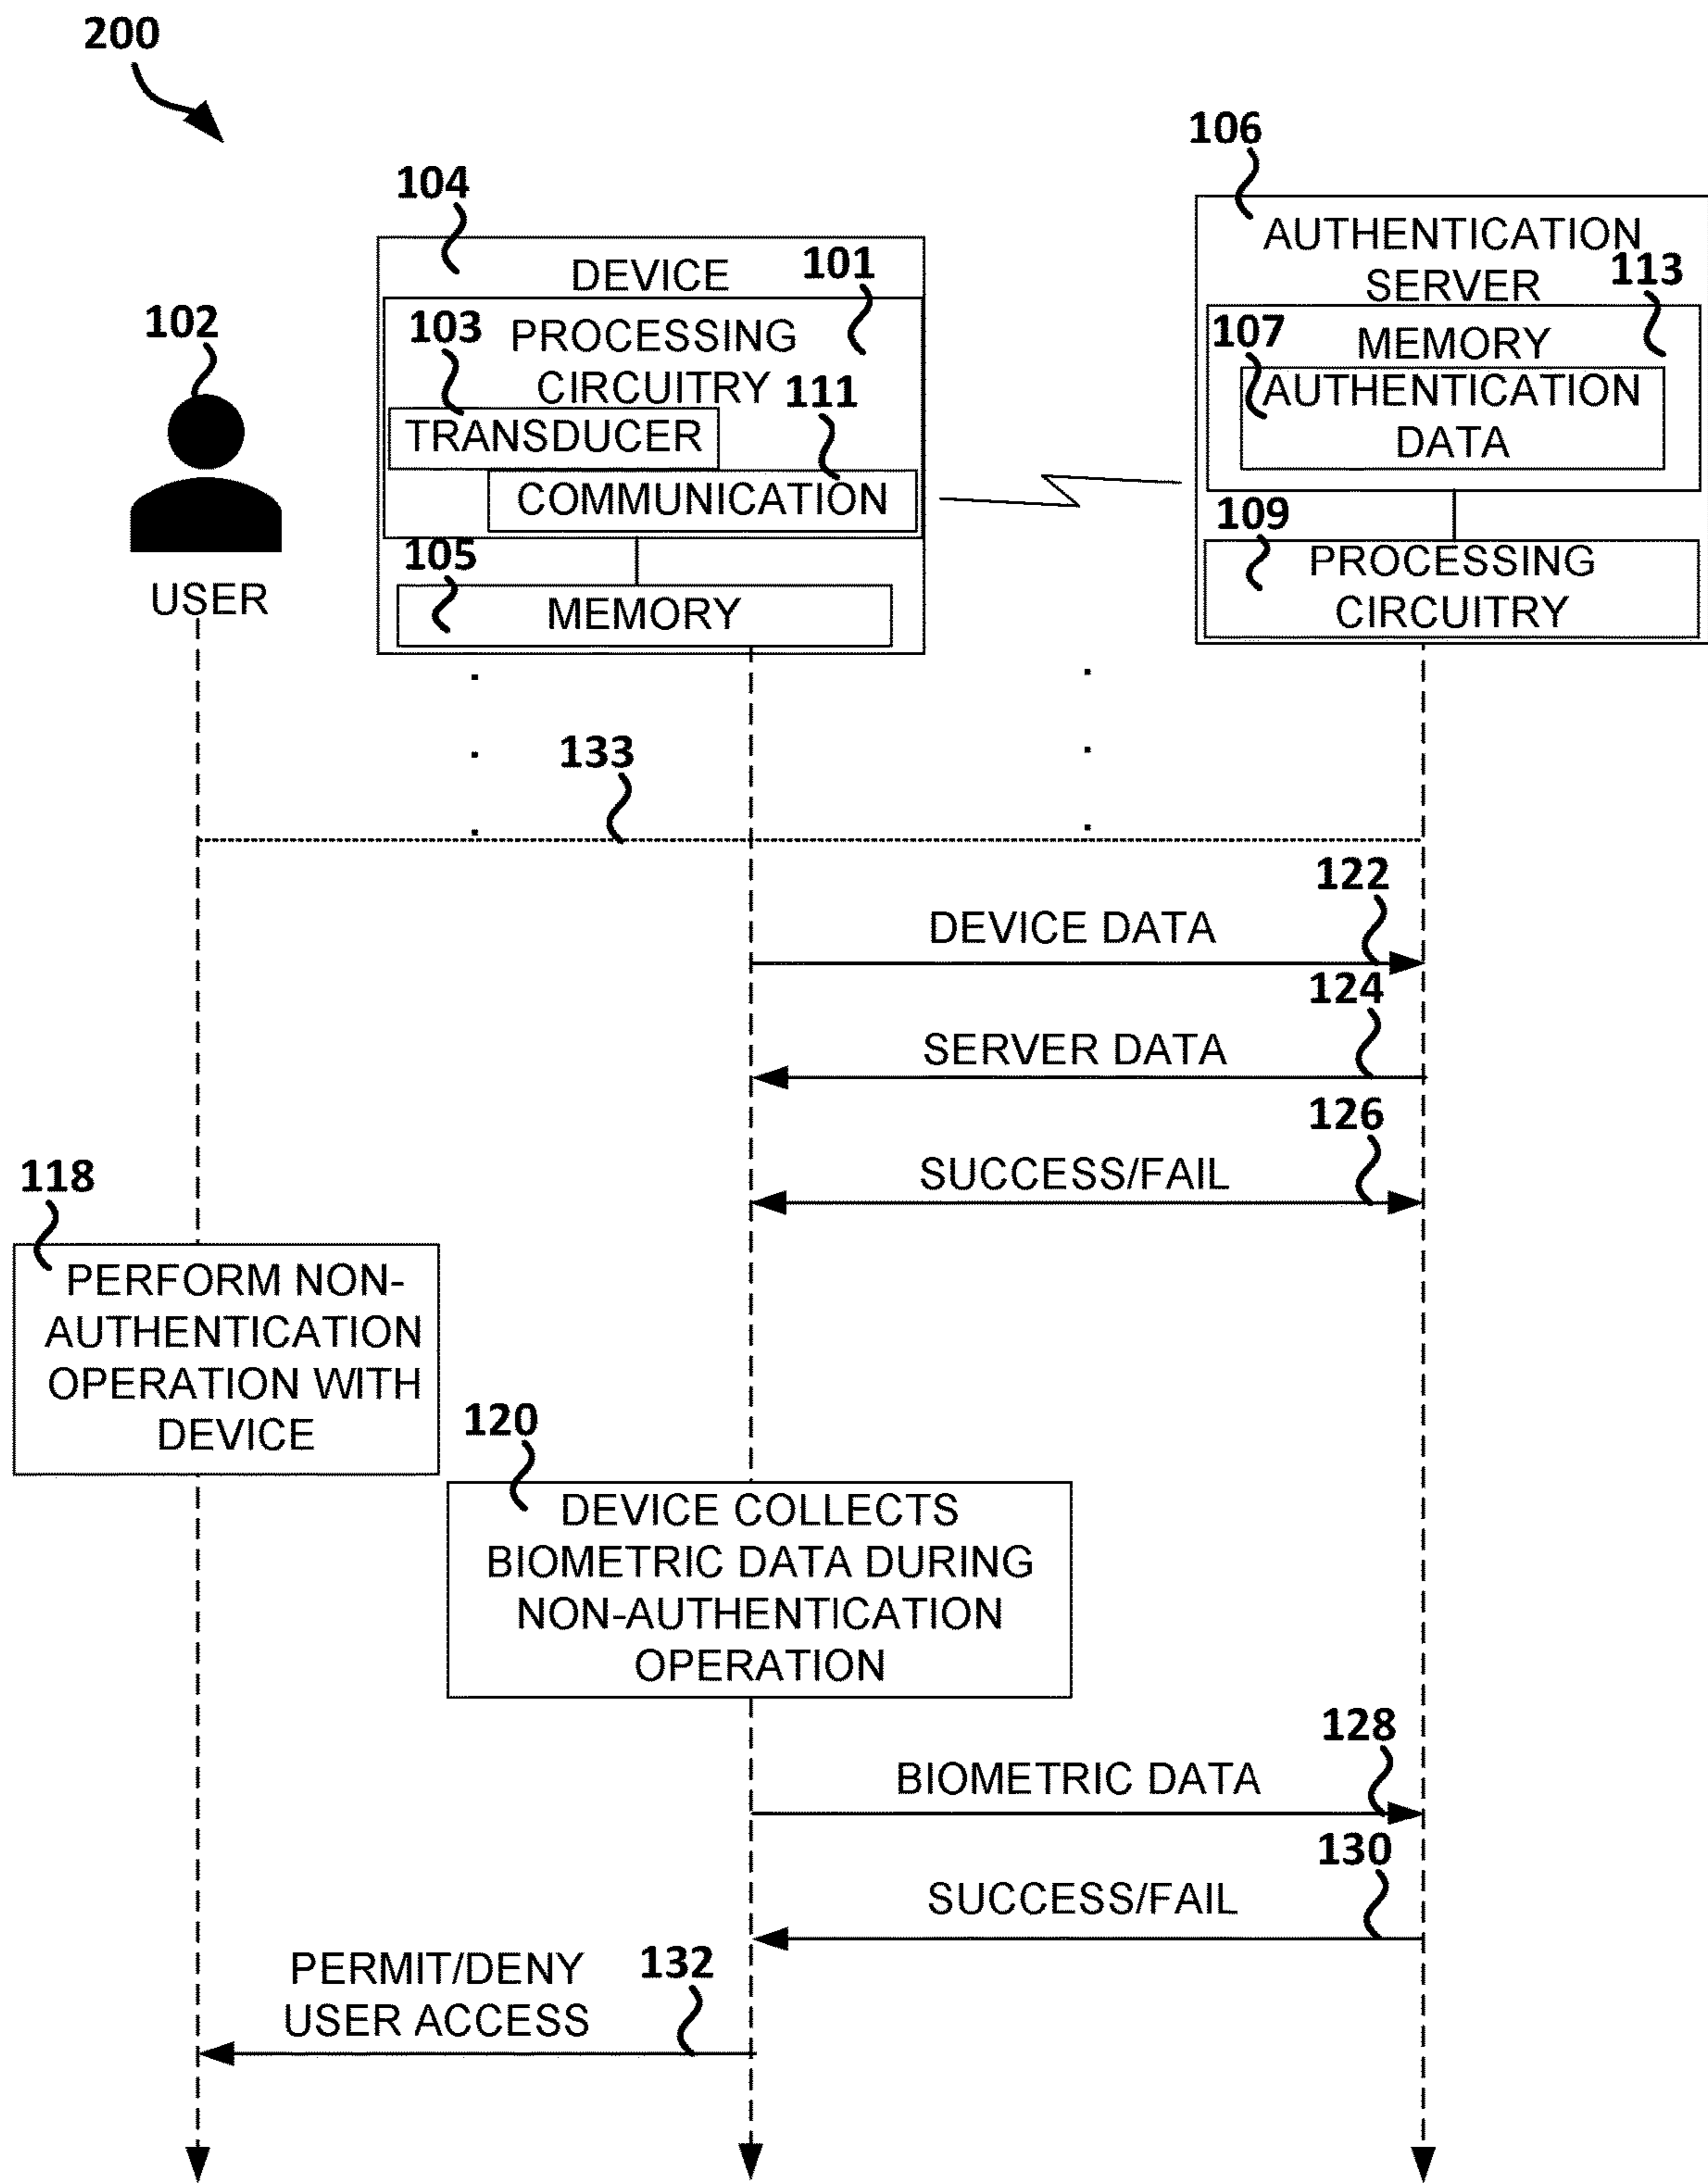 200
106
104
AUTHENTICATION
SERVER
113
DEVICE
101
102
103
PROCESSING
CIRCUITRY
111
107
MEMORY
AUTHENTICATION
DATA
TRANSDUCER
COMMUNICATION
109
105
PROCESSING
CIRCUITRY
USER
MEMORY
133
122
DEVICE DATA
124
SERVER DATA
126
SUCCESS/FAIL
118
PERFORM NON-
AUTHENTICATION
OPERATION WITH
DEVICE
120
DEVICE COLLECTS
BIOMETRIC DATA DURING
NON-AUTHENTICATION
OPERATION
128
BIOMETRIC DATA
130
SUCCESS/FAIL
132
PERMIT/DENY
USER ACCESS